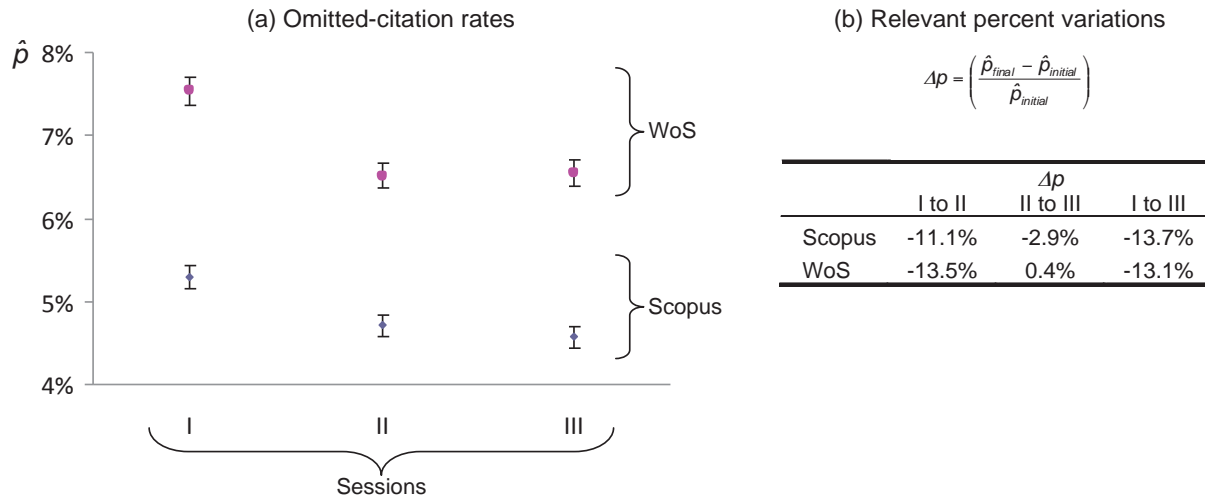 (a) Omitted-citation rates
p̂
8%
7%
6%
5%
4%
WoS
Scopus
I II III
Sessions
(b) Relevant percent variations
Δp = ( (p̂final − p̂initial) / p̂initial )
Δp
I to II II to III I to III
Scopus -11.1% -2.9% -13.7%
WoS -13.5% 0.4% -13.1%